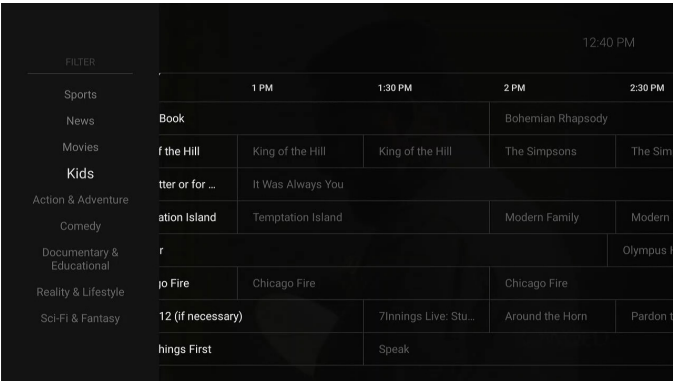 12:40 PM
FILTER
Sports
News
Movies
Kids
Action & Adventure
Comedy
Documentary &
Educational
Reality & Lifestyle
Sci-Fi & Fantasy
1 PM 1:30 PM 2 PM 2:30 PM
Book Bohemian Rhapsody
f the Hill King of the Hill King of the Hill The Simpsons The Sim
tter or for ... It Was Always You
ation Island Temptation Island Modern Family Modern
r Olympus H
go Fire Chicago Fire Chicago Fire
12 (if necessary) 7Innings Live: Stu... Around the Horn Pardon t
hings First Speak